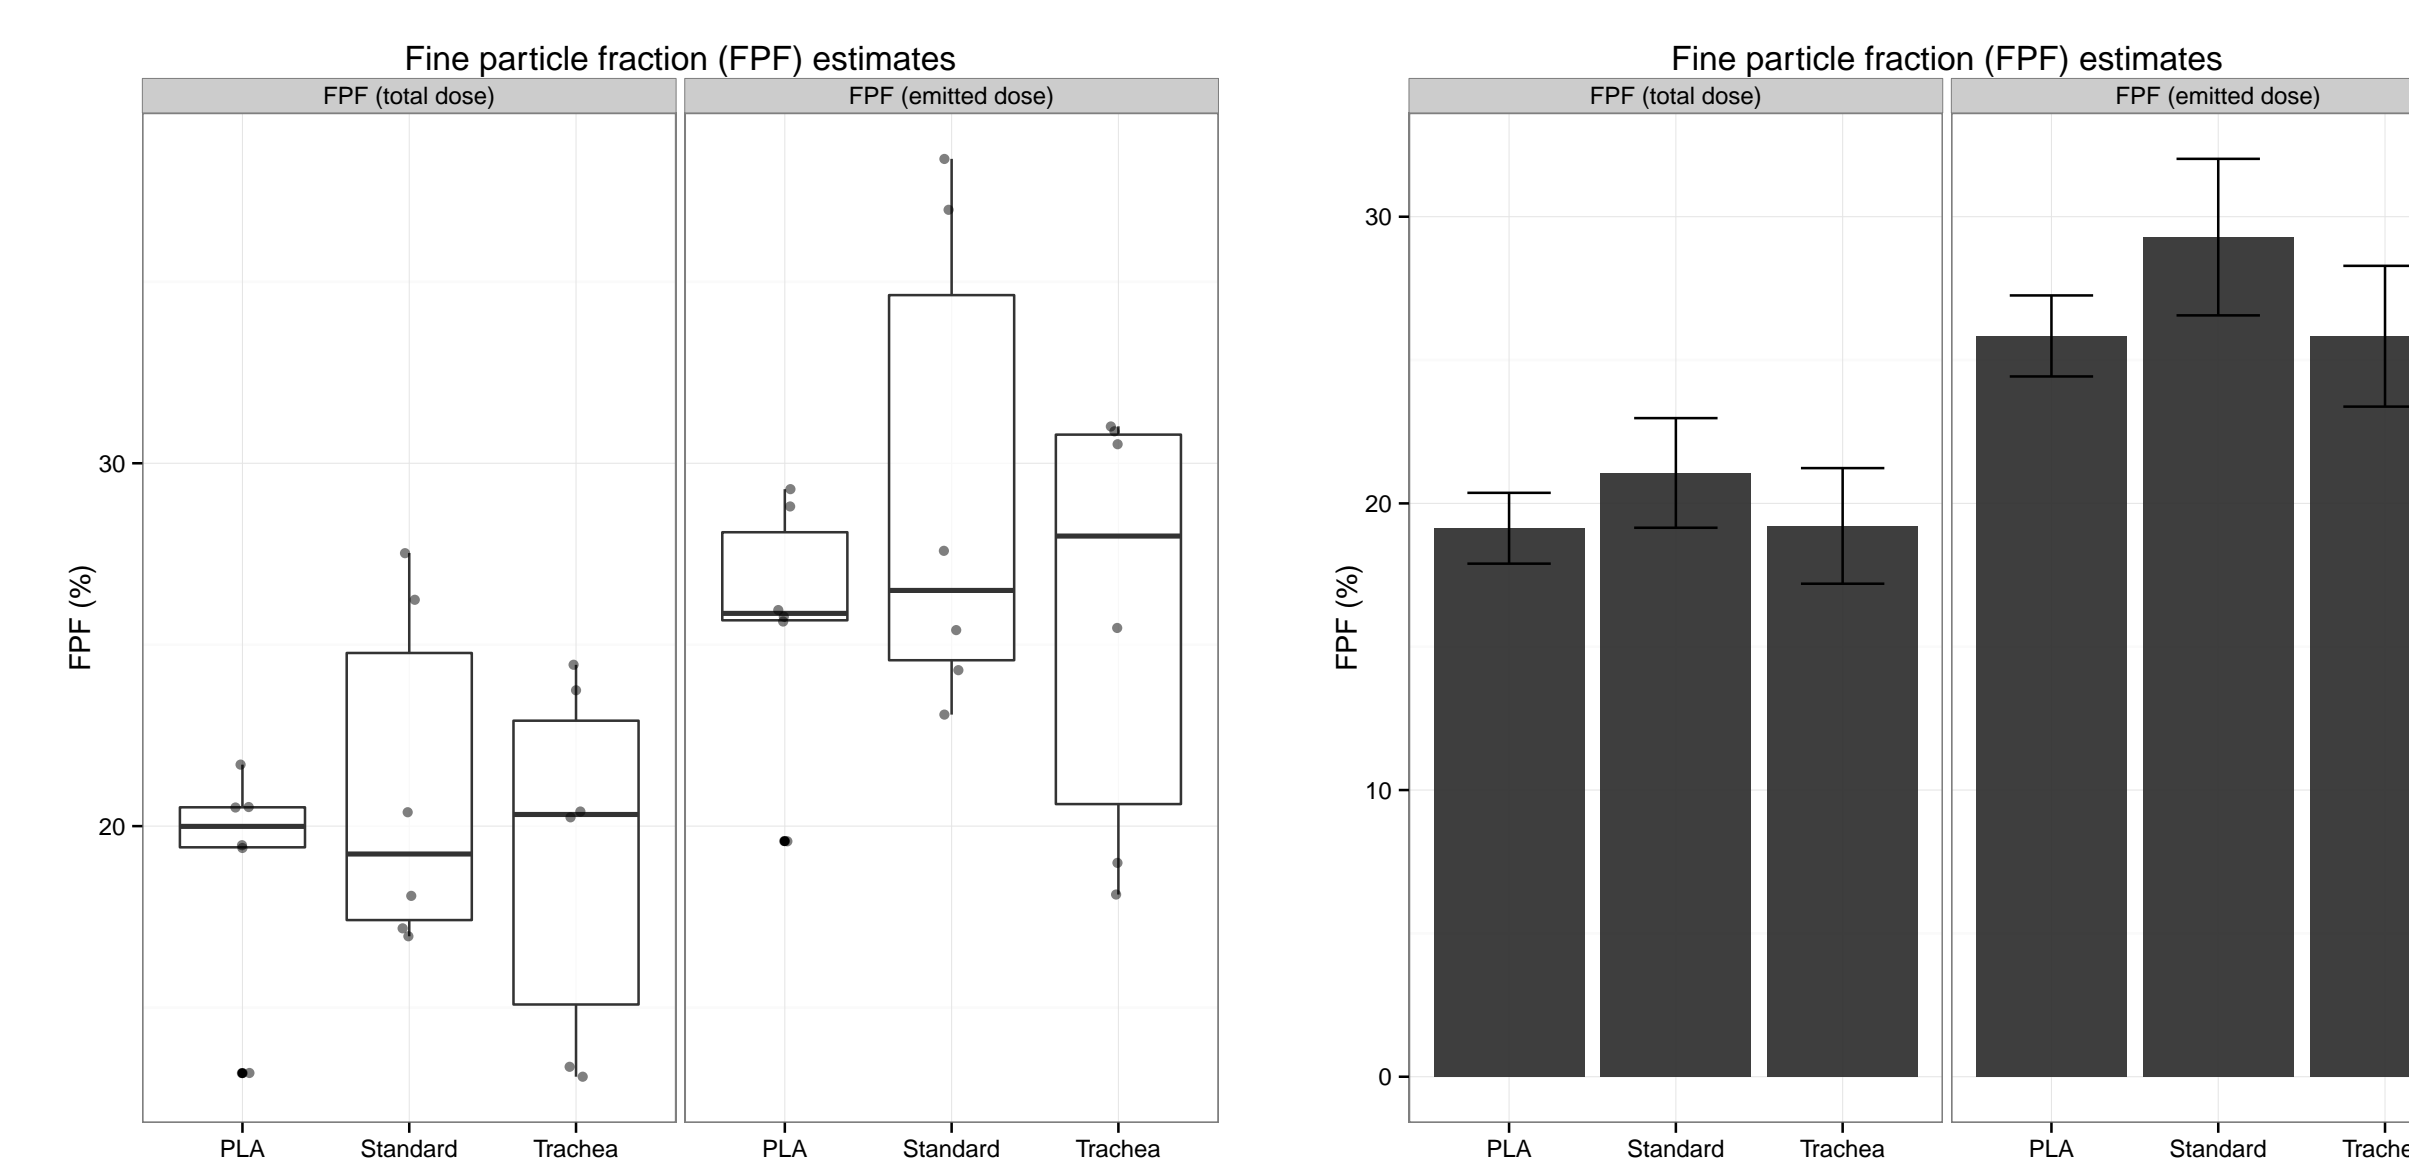 Fine particle fraction (FPF) estimates
FPF (total dose)
FPF (emitted dose)
FPF (%)
30
20
PLA
Standard
Trachea
PLA
Standard
Trachea
Fine particle fraction (FPF) estimates
FPF (total dose)
FPF (emitted dose)
FPF (%)
30
20
10
0
PLA
Standard
Trachea
PLA
Standard
Trache